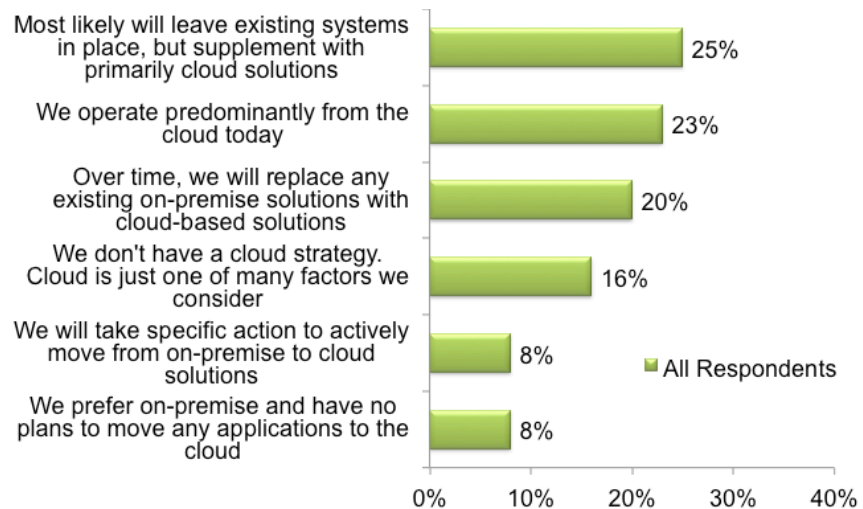 Most likely will leave existing systems
in place, but supplement with
primarily cloud solutions
25%
We operate predominantly from the
cloud today
23%
Over time, we will replace any
existing on-premise solutions with
cloud-based solutions
20%
We don't have a cloud strategy.
Cloud is just one of many factors we
consider
16%
We will take specific action to actively
move from on-premise to cloud
solutions
8%
All Respondents
We prefer on-premise and have no
plans to move any applications to the
cloud
8%
0% 10% 20% 30% 40%